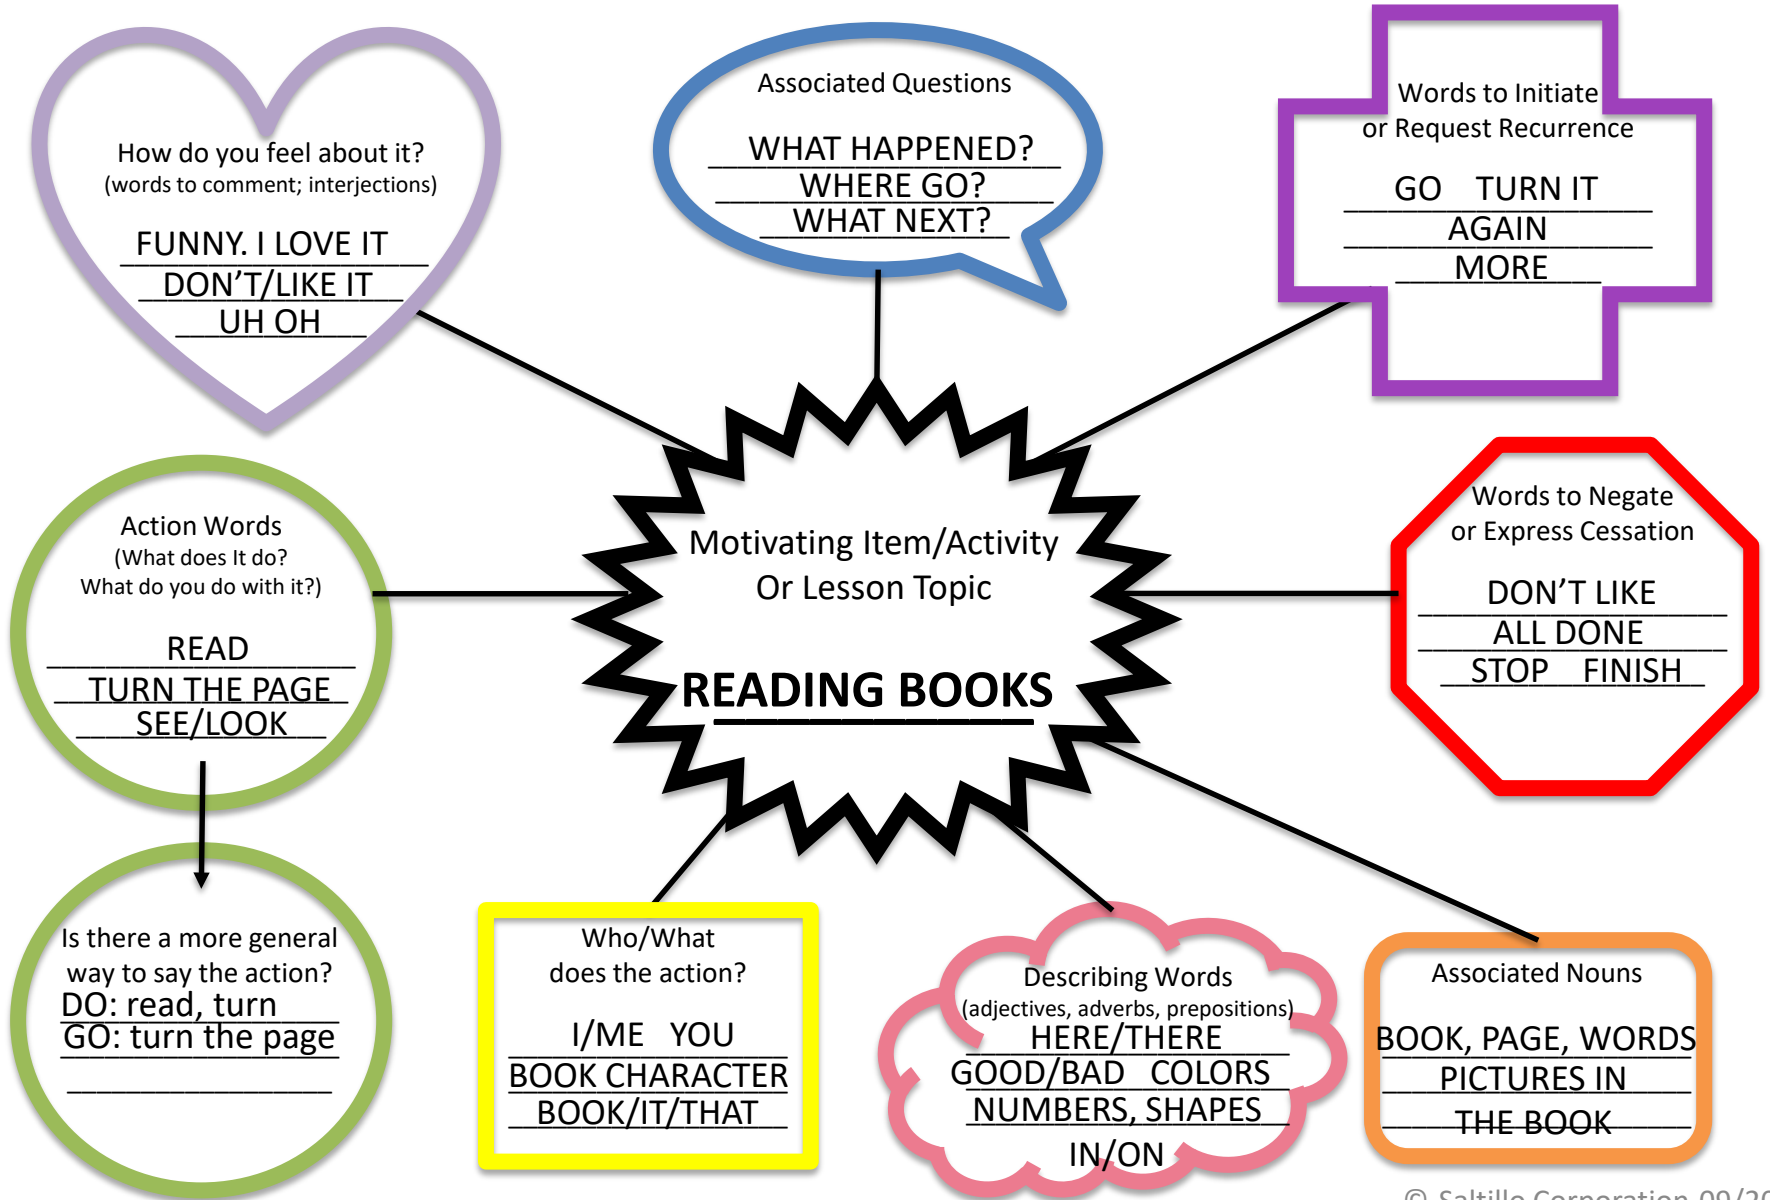 How do you feel about it?
(words to comment; interjections)
FUNNY. I LOVE IT
DON'T/LIKE IT
UH OH
Associated Questions
WHAT HAPPENED?
WHERE GO?
WHAT NEXT?
Words to Initiate
or Request Recurrence
GO TURN IT
AGAIN
MORE
Action Words
(What does It do?
What do you do with it?)
READ
TURN THE PAGE
SEE/LOOK
Motivating Item/Activity
Or Lesson Topic
READING BOOKS
Words to Negate
or Express Cessation
DON'T LIKE
ALL DONE
STOP FINISH
Is there a more general
way to say the action?
DO: read, turn
GO: turn the page
Who/What
does the action?
I/ME YOU
BOOK CHARACTER
BOOK/IT/THAT
Describing Words
(adjectives, adverbs, prepositions)
HERE/THERE
GOOD/BAD COLORS
NUMBERS, SHAPES
IN/ON
Associated Nouns
BOOK, PAGE, WORDS
PICTURES IN
THE BOOK
© Saltillo Corporation